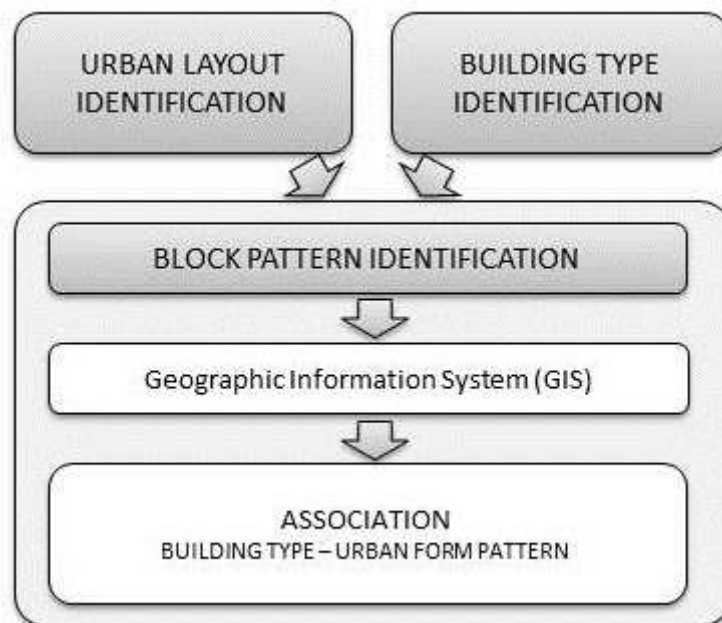 URBAN LAYOUT
IDENTIFICATION
BUILDING TYPE
IDENTIFICATION
BLOCK PATTERN IDENTIFICATION
Geographic Information System (GIS)
ASSOCIATION
BUILDING TYPE – URBAN FORM PATTERN